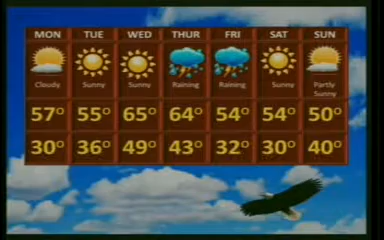 MON TUE WED THUR FRI SAT SUN
Cloudy Sunny Sunny Raining Raining Sunny Partly Sunny
57° 55° 65° 64° 54° 54° 50°
30° 36° 49° 43° 32° 30° 40°